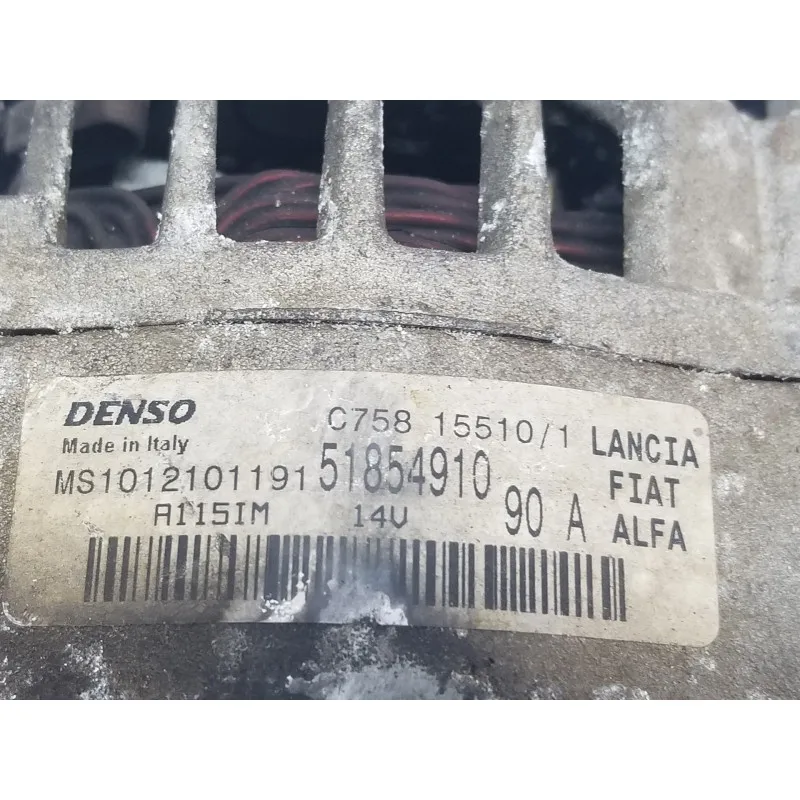 DENSO C758 15510/1 LANCIA
Made in Italy 51854910 FIAT
MS1012101191 90 A ALFA
A115IM 14V